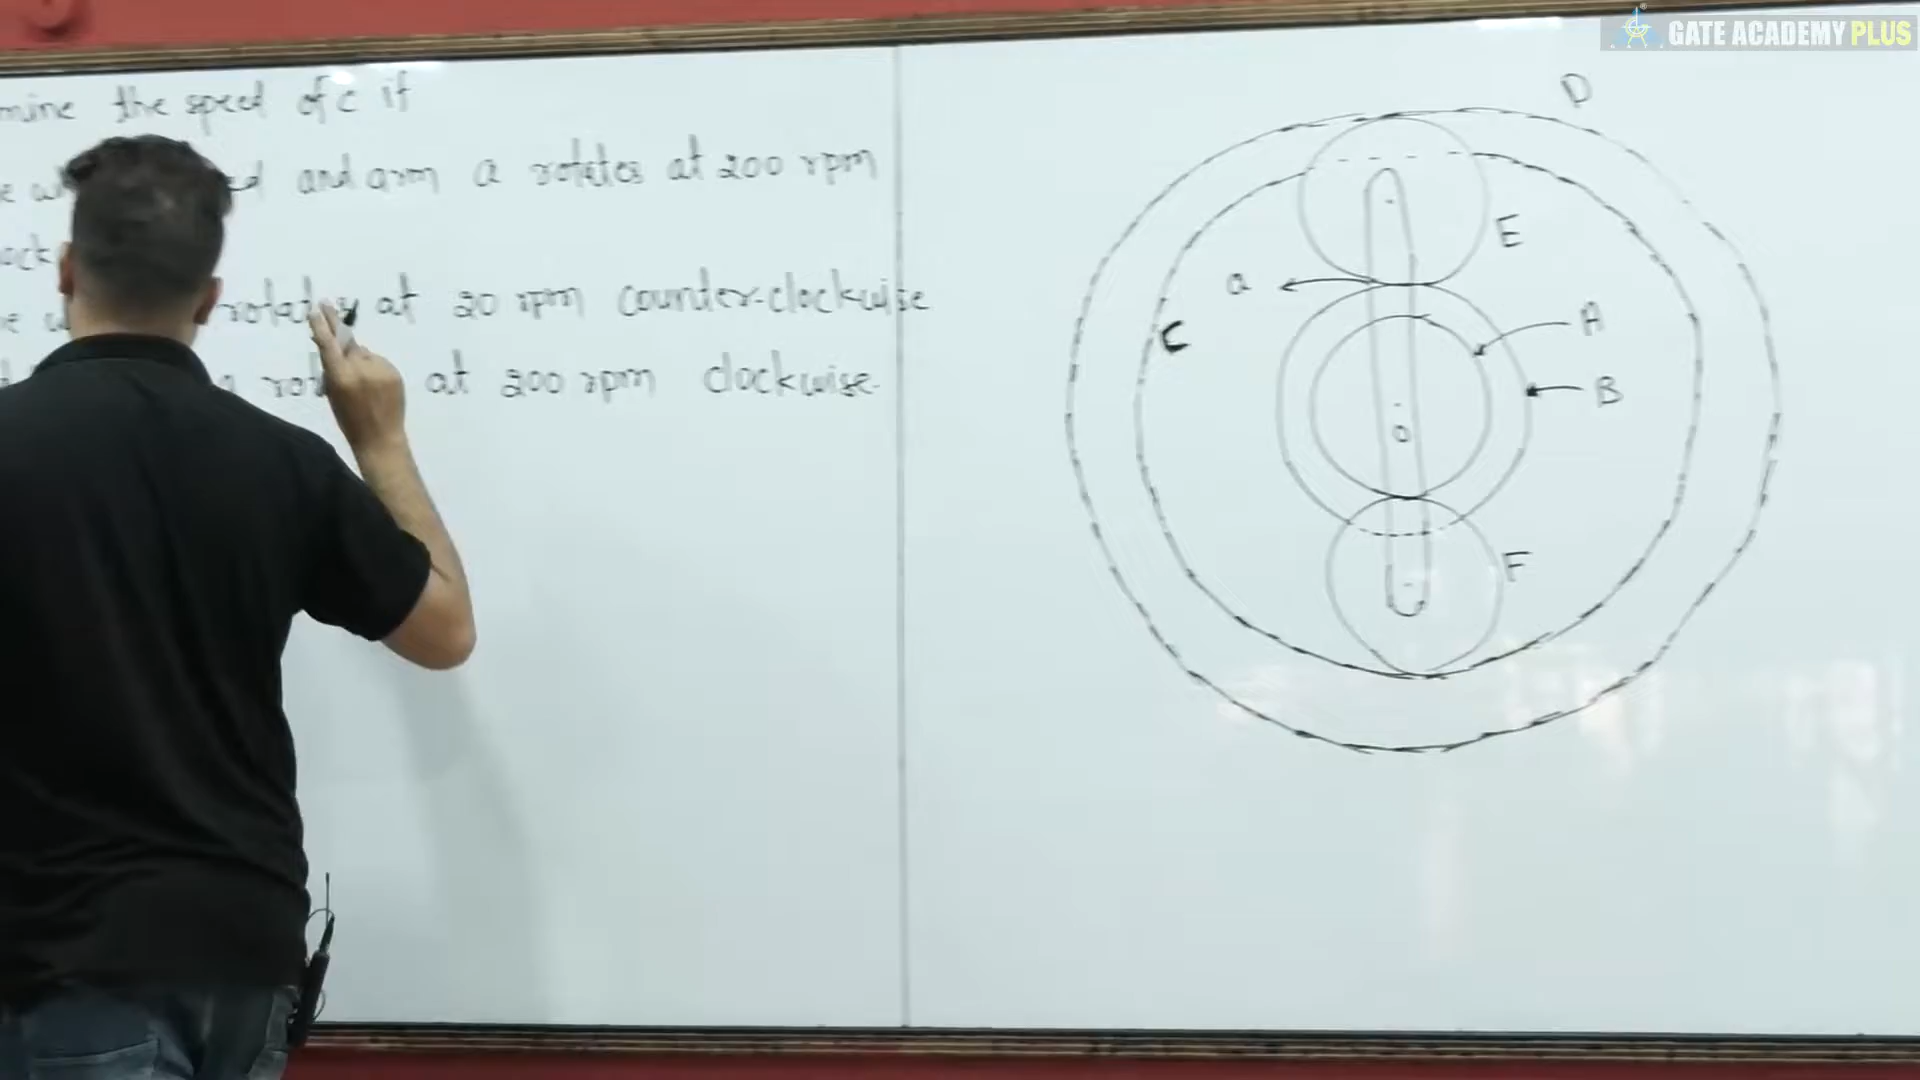 GATE ACADEMY PLUS
mine the speed of c if
and arm a rotates at 200 rpm
ock
rotates at 20 rpm counter-clockwise
at 200 rpm clockwise.
D
E
a
A
C
B
O
F